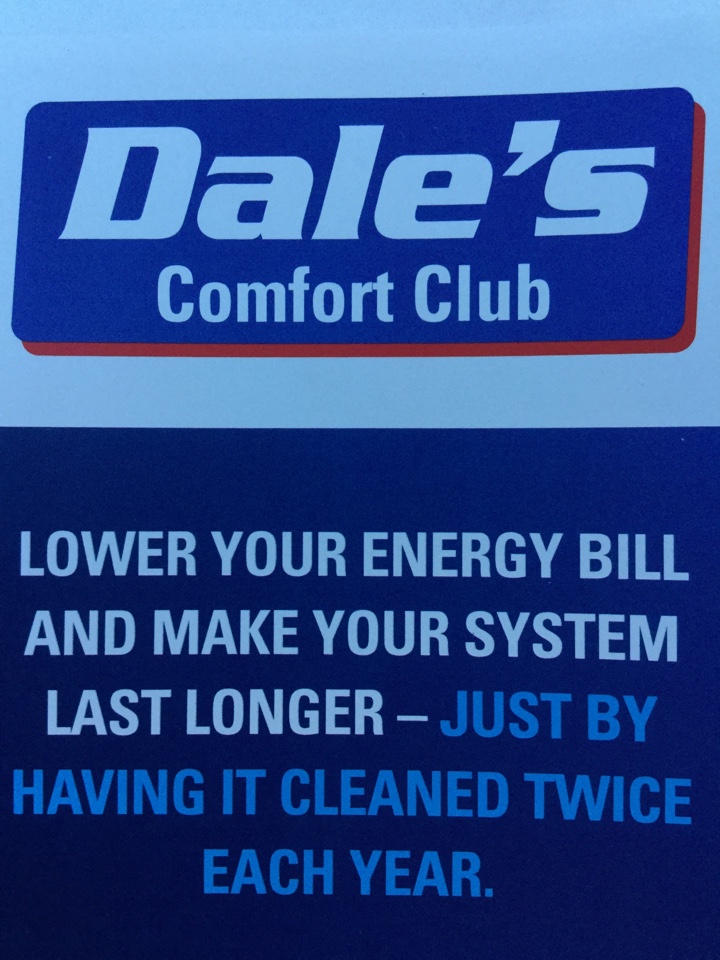 Dale's
Comfort Club
LOWER YOUR ENERGY BILL
AND MAKE YOUR SYSTEM
LAST LONGER – JUST BY
HAVING IT CLEANED TWICE
EACH YEAR.